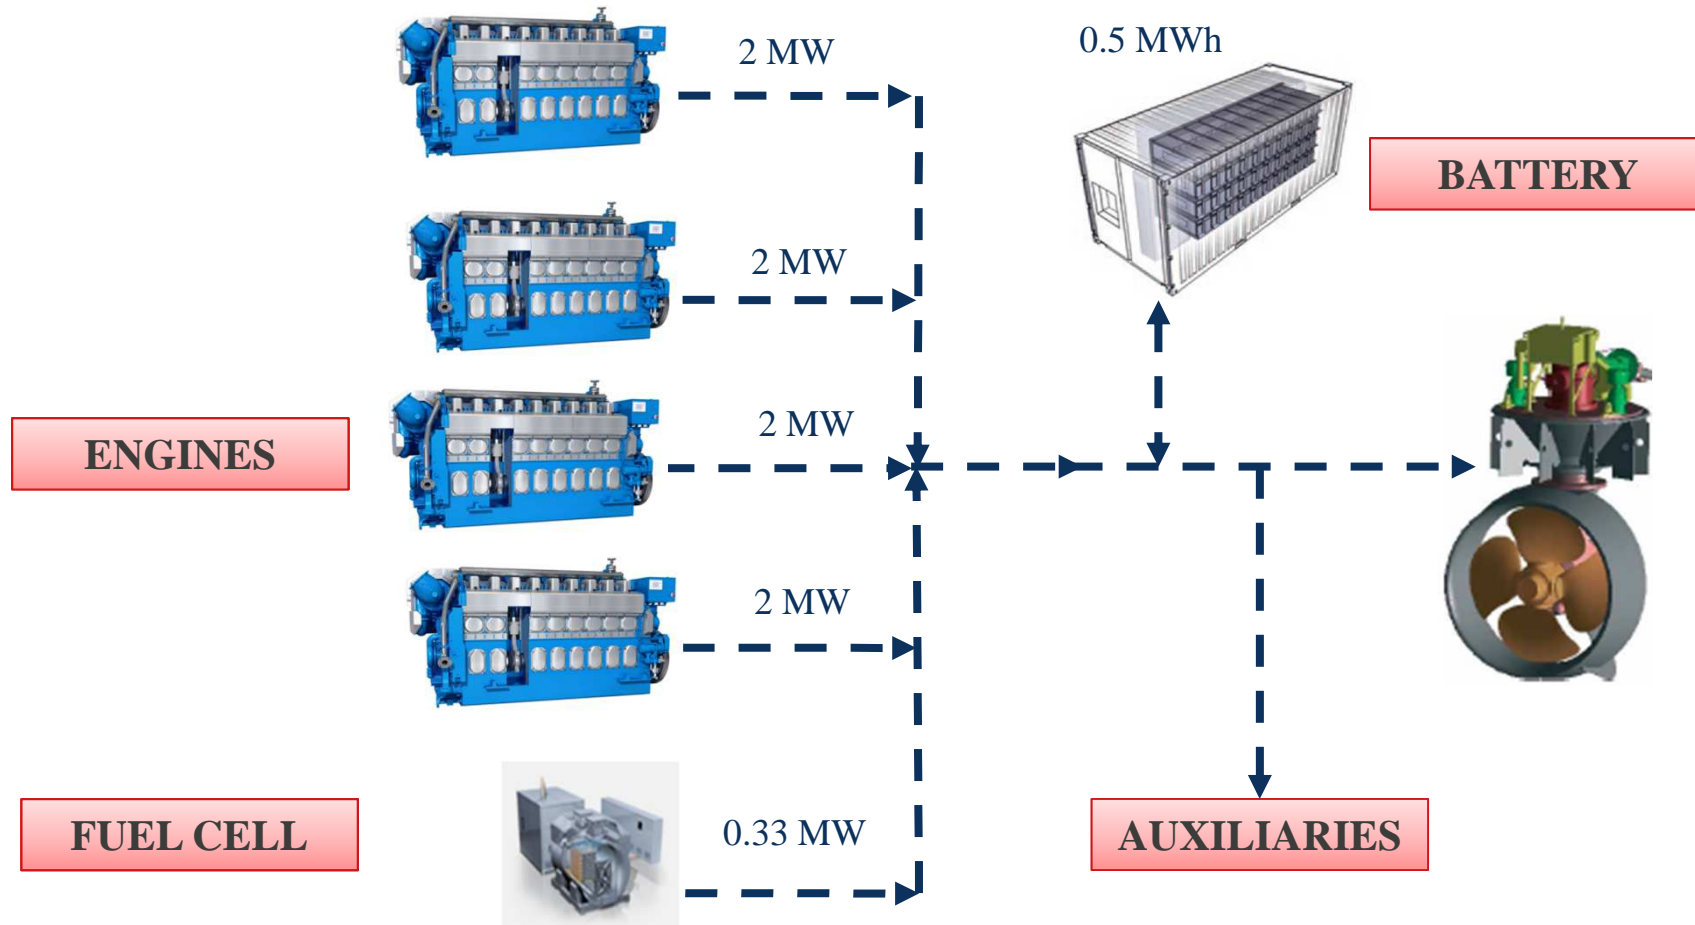 2 MW
0.5 MWh
BATTERY
2 MW
2 MW
ENGINES
2 MW
FUEL CELL
0.33 MW
AUXILIARIES